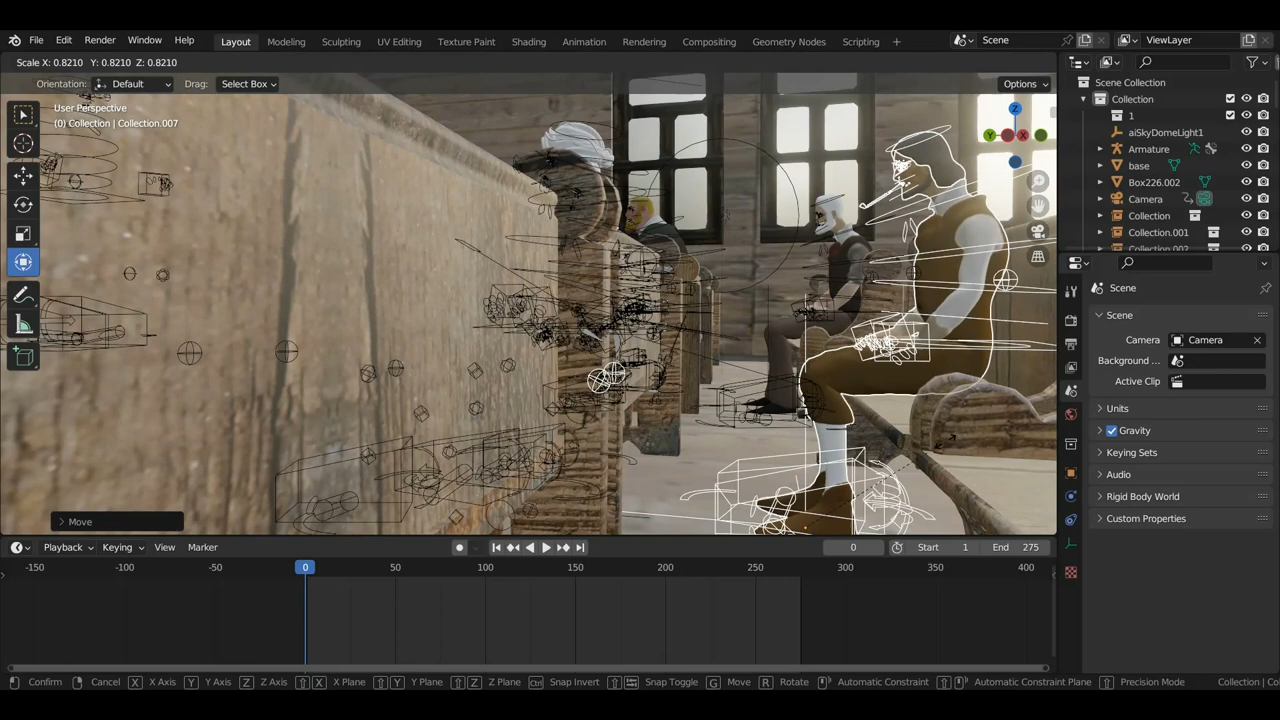 File Edit Render Window Help Layout Modeling Sculpting UV Editing Texture Paint Shading Animation Rendering Compositing Geometry Nodes Scripting + Scene ViewLayer
Scale X: 0.8210 Y: 0.8210 Z: 0.8210
Orientation: Default Drag: Select Box Options
User Perspective
(0) Collection | Collection.007
Z
Y
X
Scene Collection
Collection
1
aiSkyDomeLight1
Armature
base
Box226.002
Camera
Collection
Collection.001
Collection.002
Scene
Scene
Camera Camera
Background ...
Active Clip
Units
Gravity
Keying Sets
Audio
Rigid Body World
Custom Properties
Move
Playback Keying View Marker 0 Start 1 End 275
-150 -100 -50 0 50 100 150 200 250 300 350 400
Confirm Cancel X X Axis Y Y Axis Z Z Axis X X Plane Y Y Plane Z Z Plane Ctrl Snap Invert Snap Toggle G Move R Rotate Automatic Constraint Automatic Constraint Plane Precision Mode Collection | Col